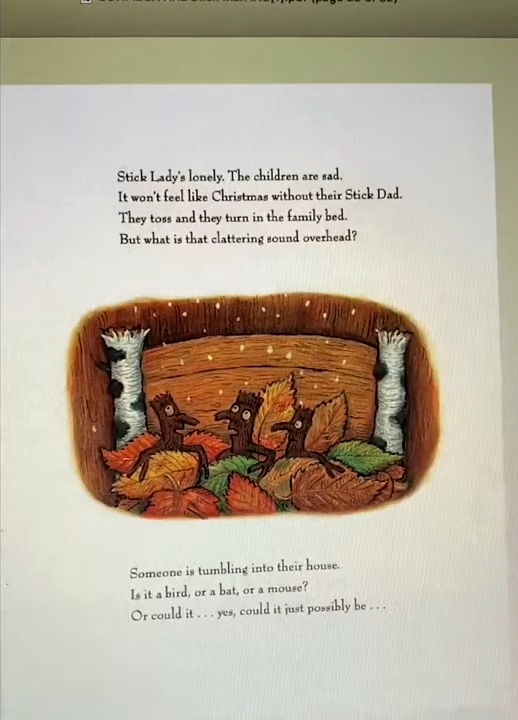 Stick Lady's lonely. The children are sad.
It won't feel like Christmas without their Stick Dad.
They toss and they turn in the family bed.
But what is that clattering sound overhead?
Someone is tumbling into their house.
Is it a bird, or a bat, or a mouse?
Or could it . . . yes, could it just possibly be . . .